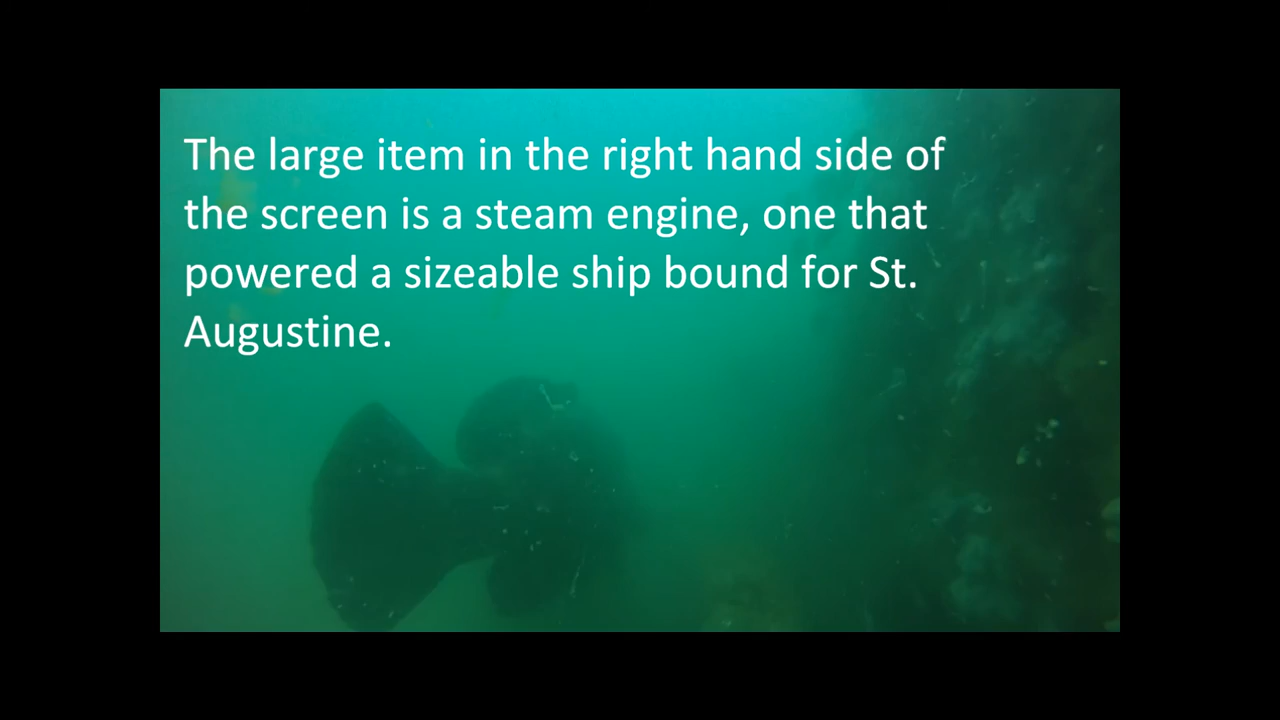 The large item in the right hand side of
the screen is a steam engine, one that
powered a sizeable ship bound for St.
Augustine.